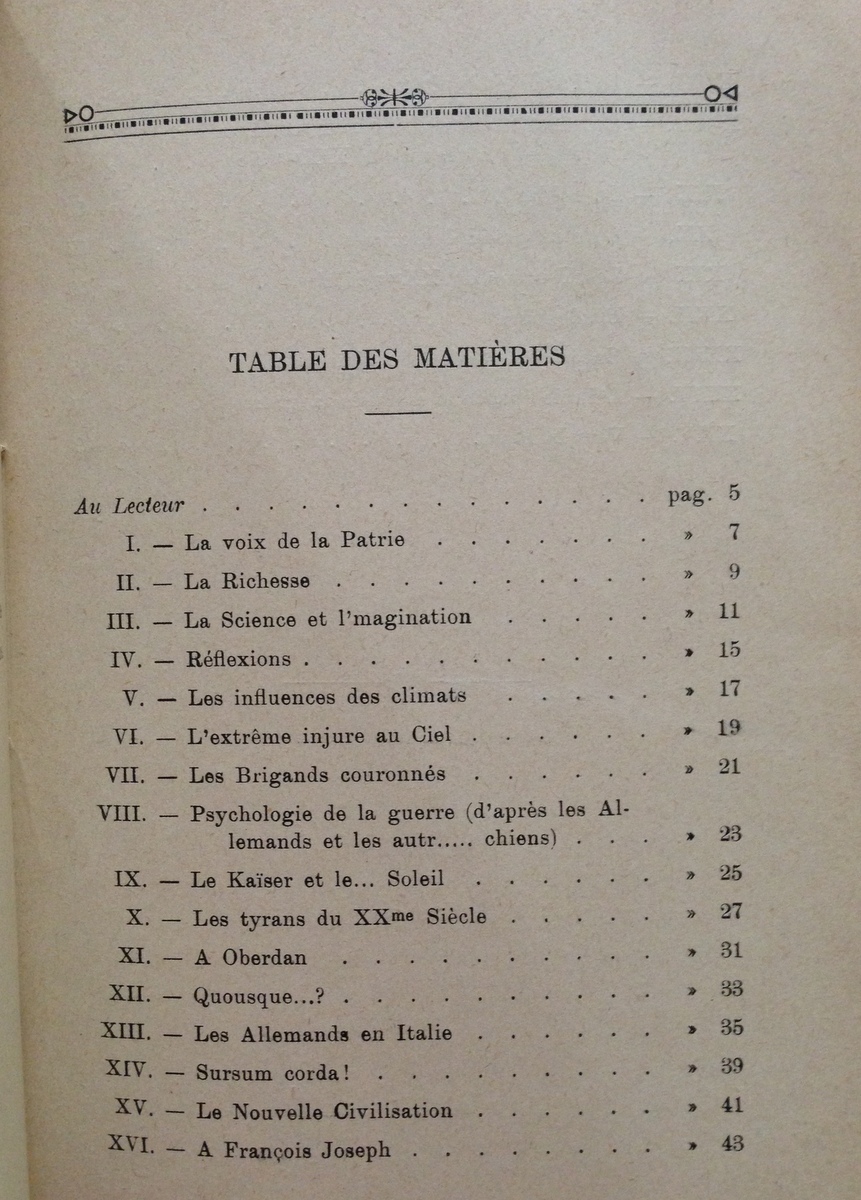 TABLE DES MATIÈRES
Au Lecteur . . . . . . . . . . . . . . pag. 5
I. — La voix de la Patrie . . . . . . . » 7
II. — La Richesse . . . . . . . . . . » 9
III. — La Science et l'magination . . . . . » 11
IV. — Réflexions . . . . . . . . . . . » 15
V. — Les influences des climats . . . . . » 17
VI. — L'extrême injure au Ciel . . . . . . » 19
VII. — Les Brigands couronnés . . . . . . » 21
VIII. — Psychologie de la guerre (d'après les Al-
lemands et les autr..... chiens) . . . » 23
IX. — Le Kaïser et le... Soleil . . . . . . » 25
X. — Les tyrans du XXme Siècle . . . . . » 27
XI. — A Oberdan . . . . . . . . . . » 31
XII. — Quousque...? . . . . . . . . . . » 33
XIII. — Les Allemands en Italie . . . . . . » 35
XIV. — Sursum corda! . . . . . . . . . » 39
XV. — Le Nouvelle Civilisation . . . . . . » 41
XVI. — A François Joseph . . . . . . . . » 43